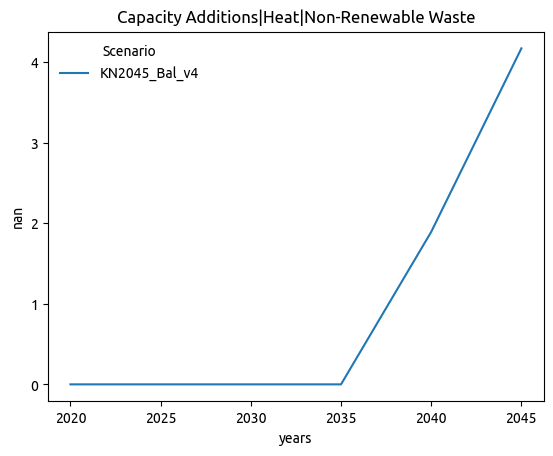 Capacity Additions|Heat|Non-Renewable Waste
Scenario
KN2045_Bal_v4
4
3
2
1
0
nan
2020 2025 2030 2035 2040 2045
years